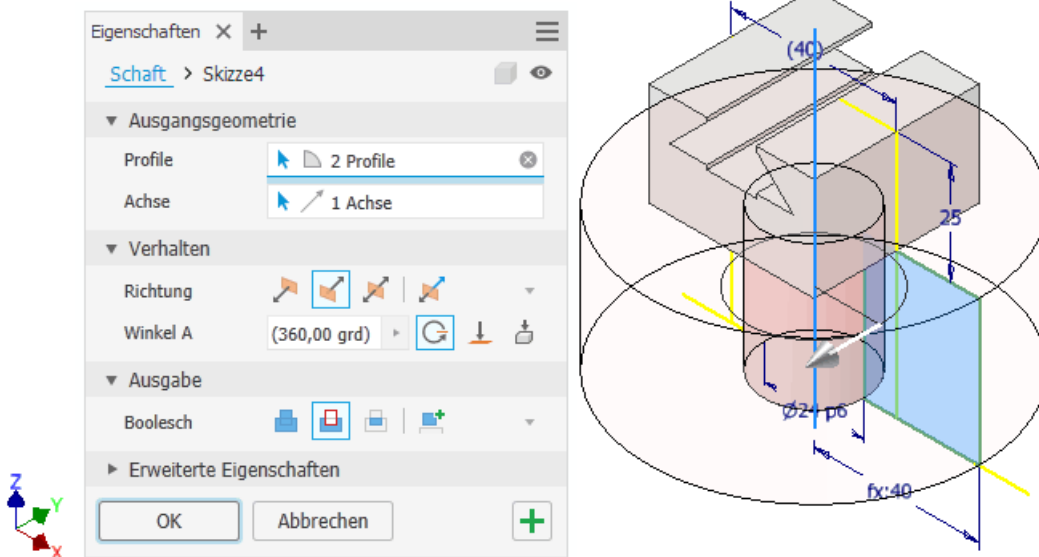 Eigenschaften × +
Schaft > Skizze4
Ausgangsgeometrie
Profile 2 Profile
Achse 1 Achse
Verhalten
Richtung
Winkel A (360,00 grd)
Ausgabe
Boolesch
Erweiterte Eigenschaften
OK Abbrechen
Z
Y
X
(40)
25
Ø24 p6
fx:40